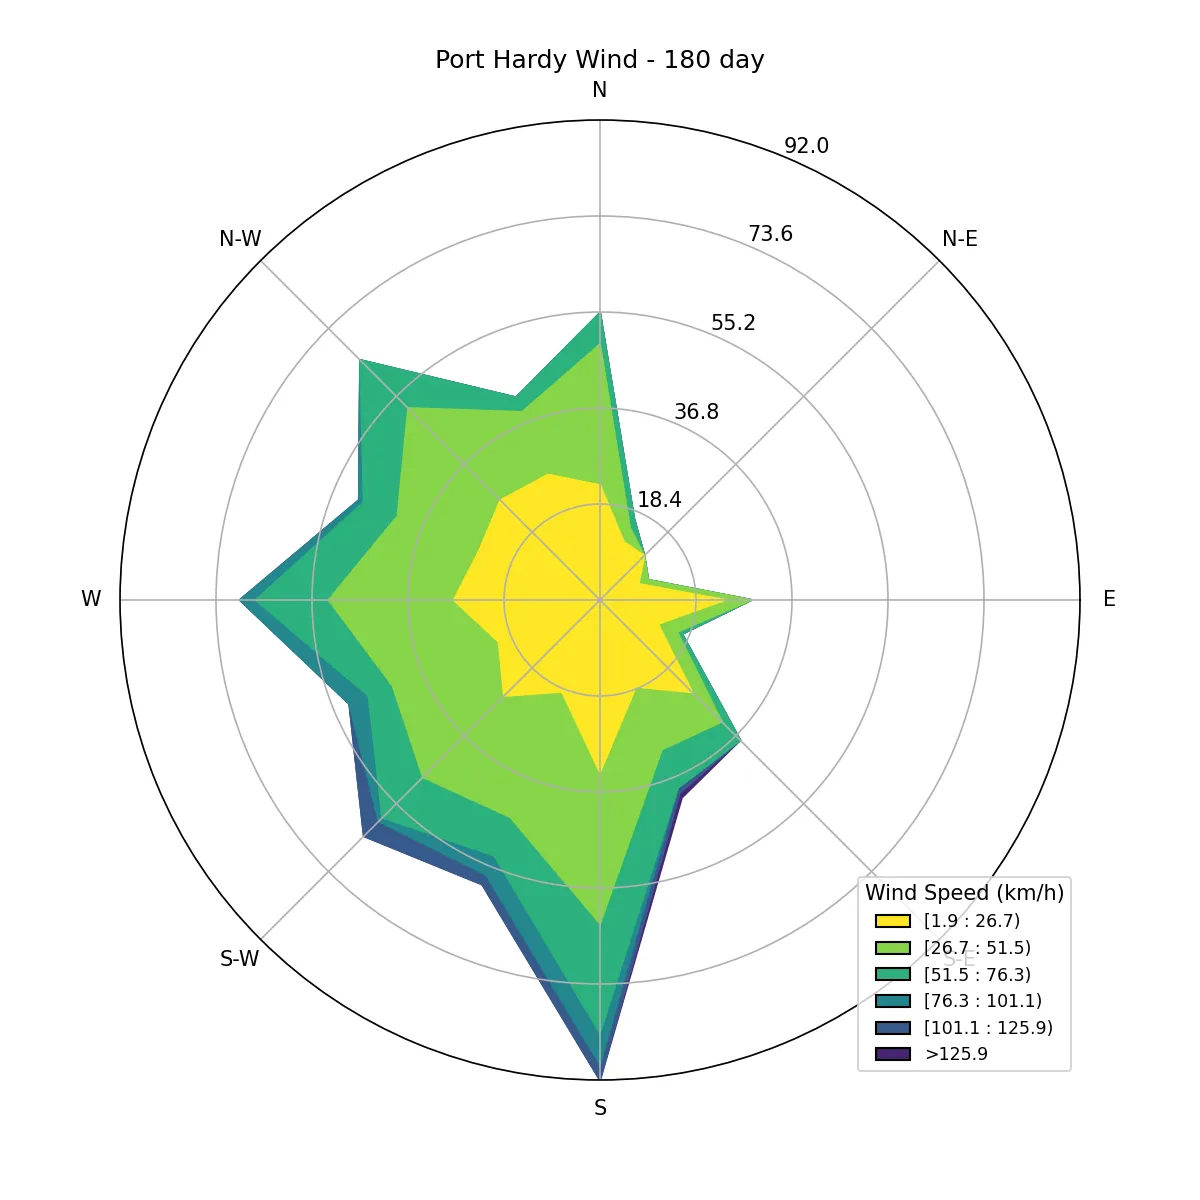 Port Hardy Wind - 180 day
N
92.0
N-W
73.6
N-E
55.2
36.8
18.4
W
E
Wind Speed (km/h)
[1.9 : 26.7)
[26.7 : 51.5)
S-W
S-E
[51.5 : 76.3)
[76.3 : 101.1)
[101.1 : 125.9)
>125.9
S